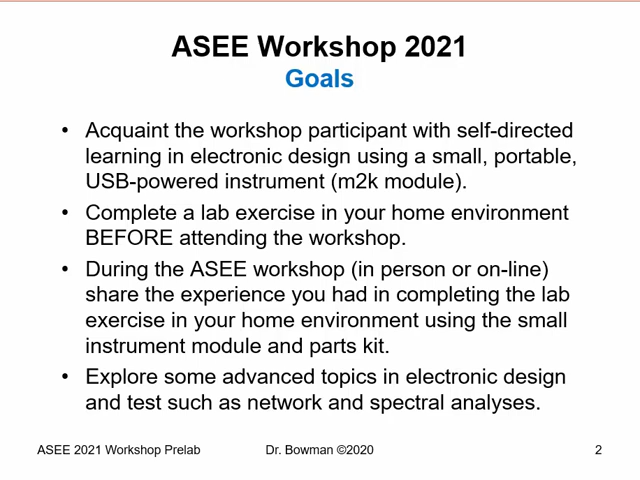 ASEE Workshop 2021
Goals
• Acquaint the workshop participant with self-directed
learning in electronic design using a small, portable,
USB-powered instrument (m2k module).
• Complete a lab exercise in your home environment
BEFORE attending the workshop.
• During the ASEE workshop (in person or on-line)
share the experience you had in completing the lab
exercise in your home environment using the small
instrument module and parts kit.
• Explore some advanced topics in electronic design
and test such as network and spectral analyses.
ASEE 2021 Workshop Prelab Dr. Bowman ©2020 2